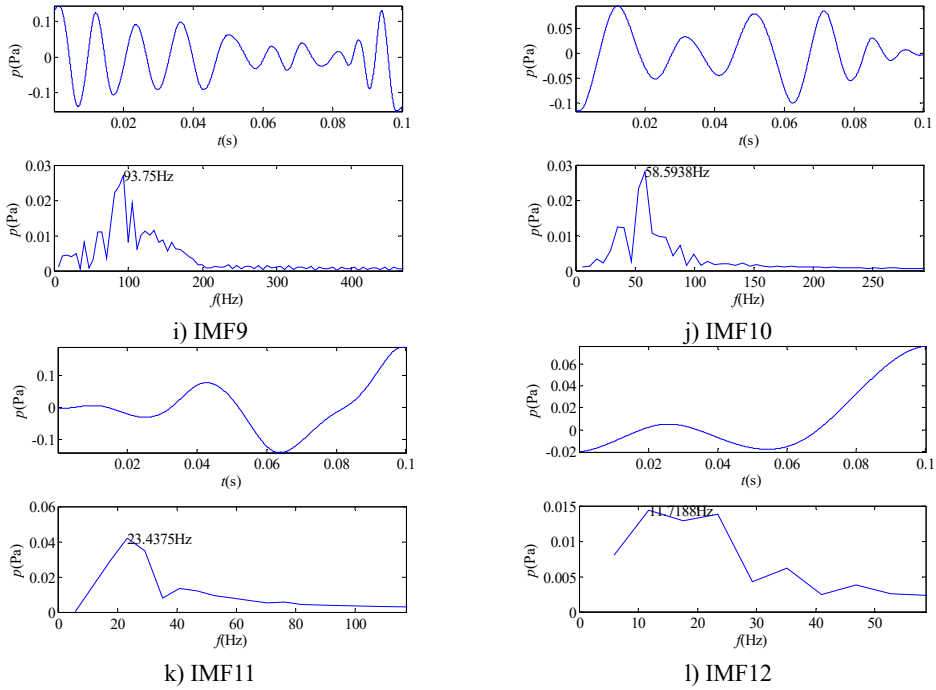 0.1
0
-0.1
p(Pa)
0.02 0.04 0.06 0.08 0.1
t(s)
0.03
0.02
0.01
0
p(Pa)
93.75Hz
0 100 200 300 400
f(Hz)
i) IMF9
0.05
0
-0.05
-0.1
p(Pa)
0.02 0.04 0.06 0.08 0.1
t(s)
0.03
0.02
0.01
0
p(Pa)
58.5938Hz
0 50 100 150 200 250
f(Hz)
j) IMF10
0.1
0
-0.1
p(Pa)
0.02 0.04 0.06 0.08 0.1
t(s)
0.06
0.04
0.02
0
p(Pa)
23.4375Hz
0 20 40 60 80 100
f(Hz)
k) IMF11
0.06
0.04
0.02
0
-0.02
p(Pa)
0.02 0.04 0.06 0.08 0.1
t(s)
0.015
0.01
0.005
0
p(Pa)
11.7188Hz
0 10 20 30 40 50
f(Hz)
l) IMF12